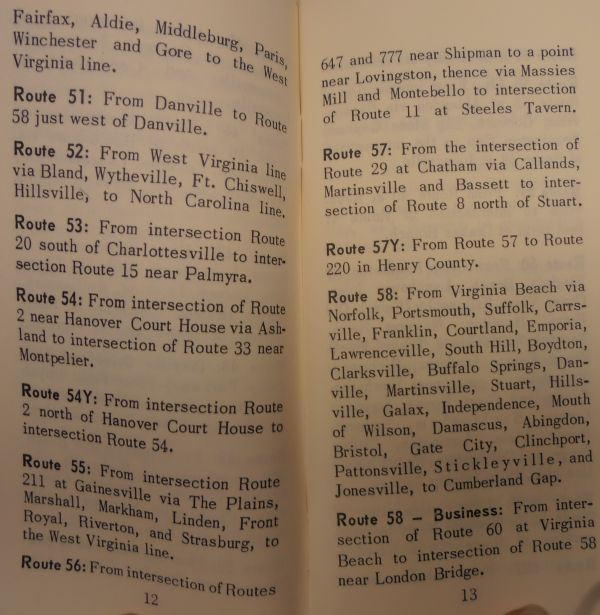 Fairfax, Aldie, Middleburg, Paris,
Winchester and Gore to the West
Virginia line.
Route 51: From Danville to Route
58 just west of Danville.
Route 52: From West Virginia line
via Bland, Wytheville, Ft. Chiswell,
Hillsville, to North Carolina line.
Route 53: From intersection Route
20 south of Charlottesville to inter-
section Route 15 near Palmyra.
Route 54: From intersection of Route
2 near Hanover Court House via Ash-
land to intersection of Route 33 near
Montpelier.
Route 54Y: From intersection Route
2 north of Hanover Court House to
intersection Route 54.
Route 55: From intersection Route
211 at Gainesville via The Plains,
Marshall, Markham, Linden, Front
Royal, Riverton, and Strasburg, to
the West Virginia line.
Route 56: From intersection of Routes
12
647 and 777 near Shipman to a point
near Lovingston, thence via Massies
Mill and Montebello to intersection
of Route 11 at Steeles Tavern.
Route 57: From the intersection of
Route 29 at Chatham via Callands,
Martinsville and Bassett to inter-
section of Route 8 north of Stuart.
Route 57Y: From Route 57 to Route
220 in Henry County.
Route 58: From Virginia Beach via
Norfolk, Portsmouth, Suffolk, Carrs-
ville, Franklin, Courtland, Emporia,
Lawrenceville, South Hill, Boydton,
Clarksville, Buffalo Springs, Dan-
ville, Martinsville, Stuart, Hills-
ville, Galax, Independence, Mouth
of Wilson, Damascus, Abingdon,
Bristol, Gate City, Clinchport,
Pattonsville, Stickleyville, and
Jonesville, to Cumberland Gap.
Route 58 – Business: From inter-
section of Route 60 at Virginia
Beach to intersection of Route 58
near London Bridge.
13